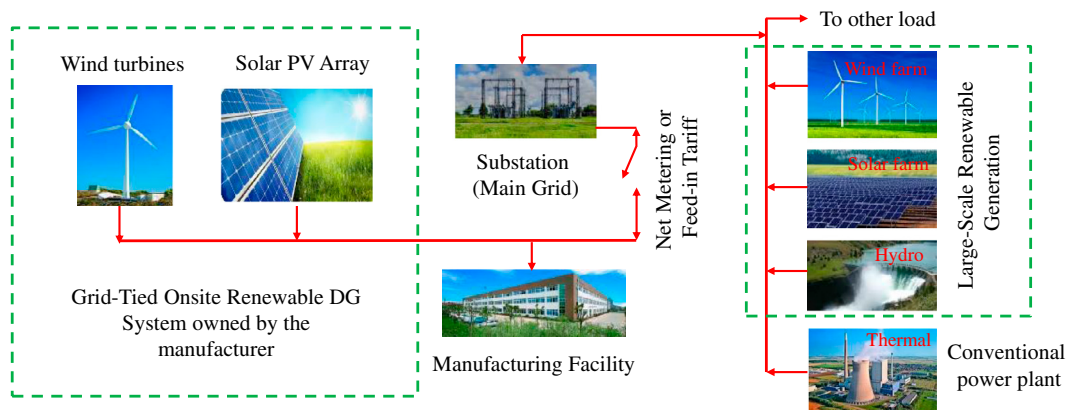 Wind turbines
Solar PV Array
Grid-Tied Onsite Renewable DG
System owned by the
manufacturer
Substation
(Main Grid)
Manufacturing Facility
Net Metering or
Feed-in Tariff
To other load
Wind farm
Solar farm
Hydro
Large-Scale Renewable
Generation
Thermal
Conventional
power plant